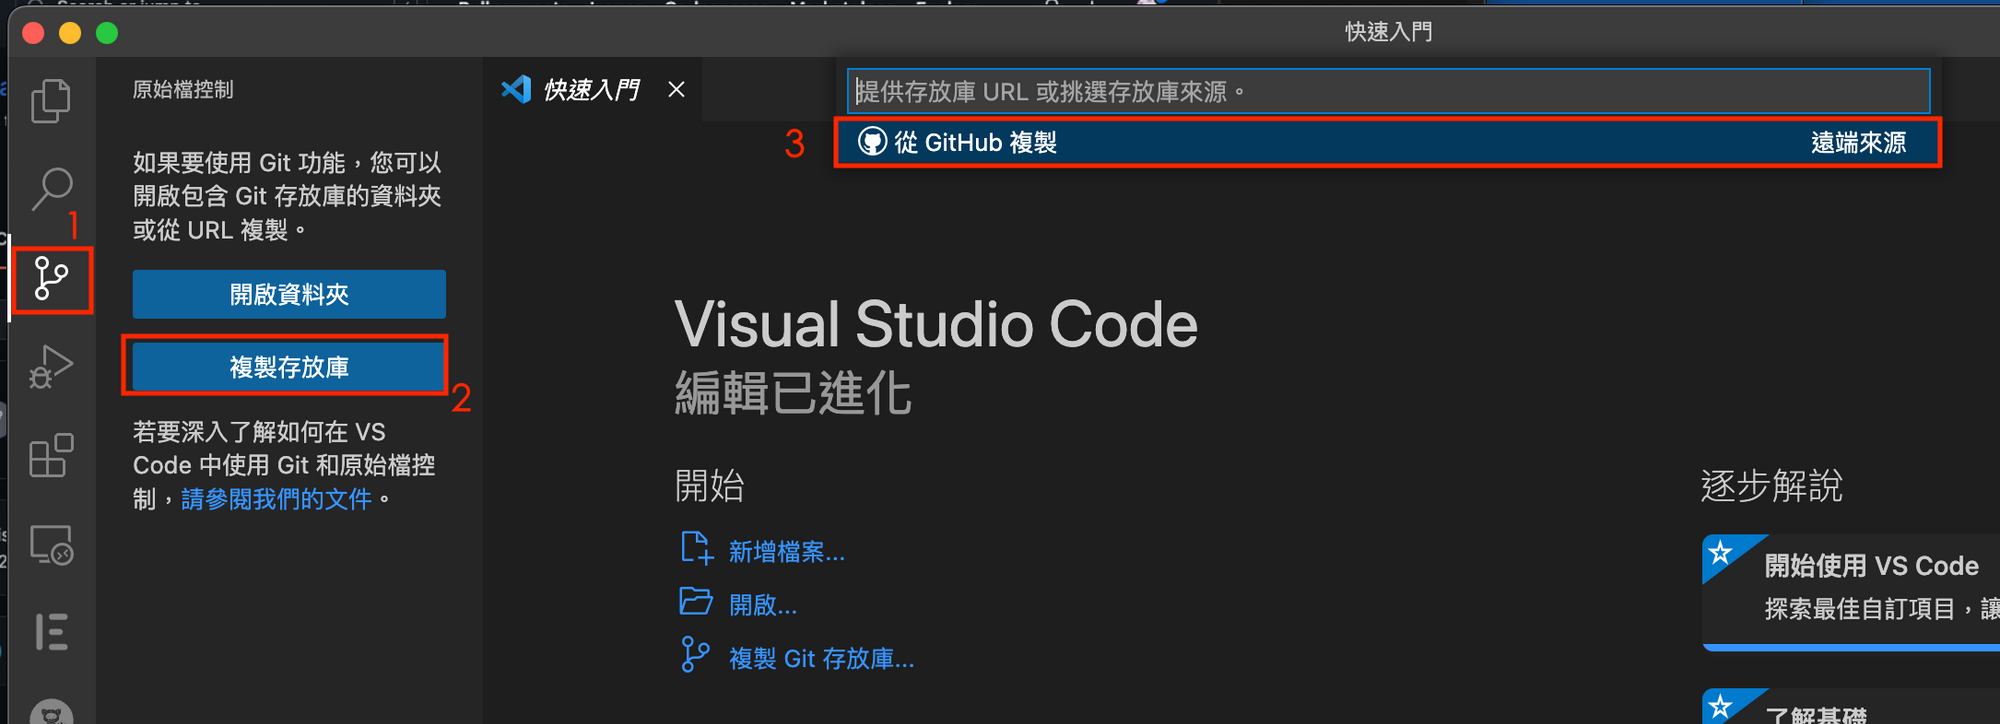 快速入門
原始檔控制
快速入門
提供存放庫 URL 或挑選存放庫來源。
3
從 GitHub 複製
遠端來源
如果要使用 Git 功能，您可以
開啟包含 Git 存放庫的資料夾
或從 URL 複製。
1
開啟資料夾
複製存放庫
2
若要深入了解如何在 VS
Code 中使用 Git 和原始檔控
制，請參閱我們的文件。
Visual Studio Code
編輯已進化
開始
新增檔案...
開啟...
複製 Git 存放庫...
逐步解說
開始使用 VS Code
探索最佳自訂項目，讓
了解基礎